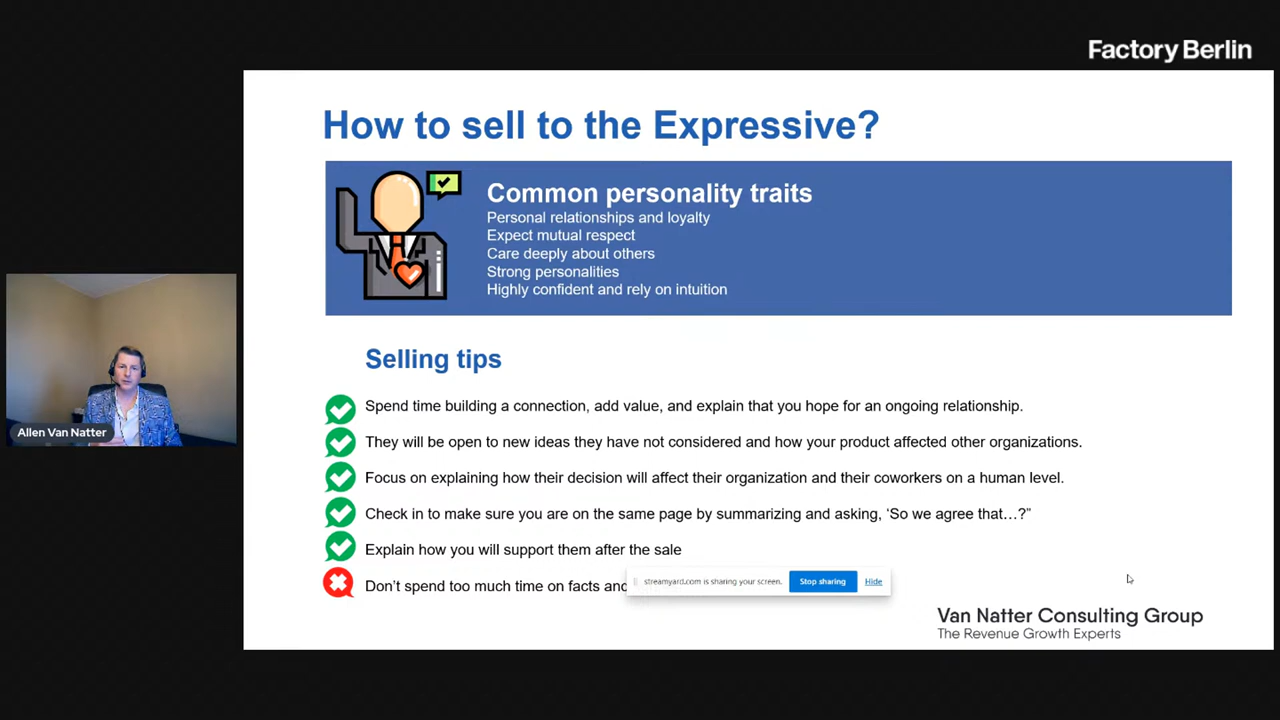 Factory Berlin
How to sell to the Expressive?
Common personality traits
Personal relationships and loyalty
Expect mutual respect
Care deeply about others
Strong personalities
Highly confident and rely on intuition
Allen Van Natter
Selling tips
Spend time building a connection, add value, and explain that you hope for an ongoing relationship.
They will be open to new ideas they have not considered and how your product affected other organizations.
Focus on explaining how their decision will affect their organization and their coworkers on a human level.
Check in to make sure you are on the same page by summarizing and asking, ‘So we agree that…?”
Explain how you will support them after the sale
Don’t spend too much time on facts and
streamyard.com is sharing your screen.
Stop sharing
Hide
Van Natter Consulting Group
The Revenue Growth Experts